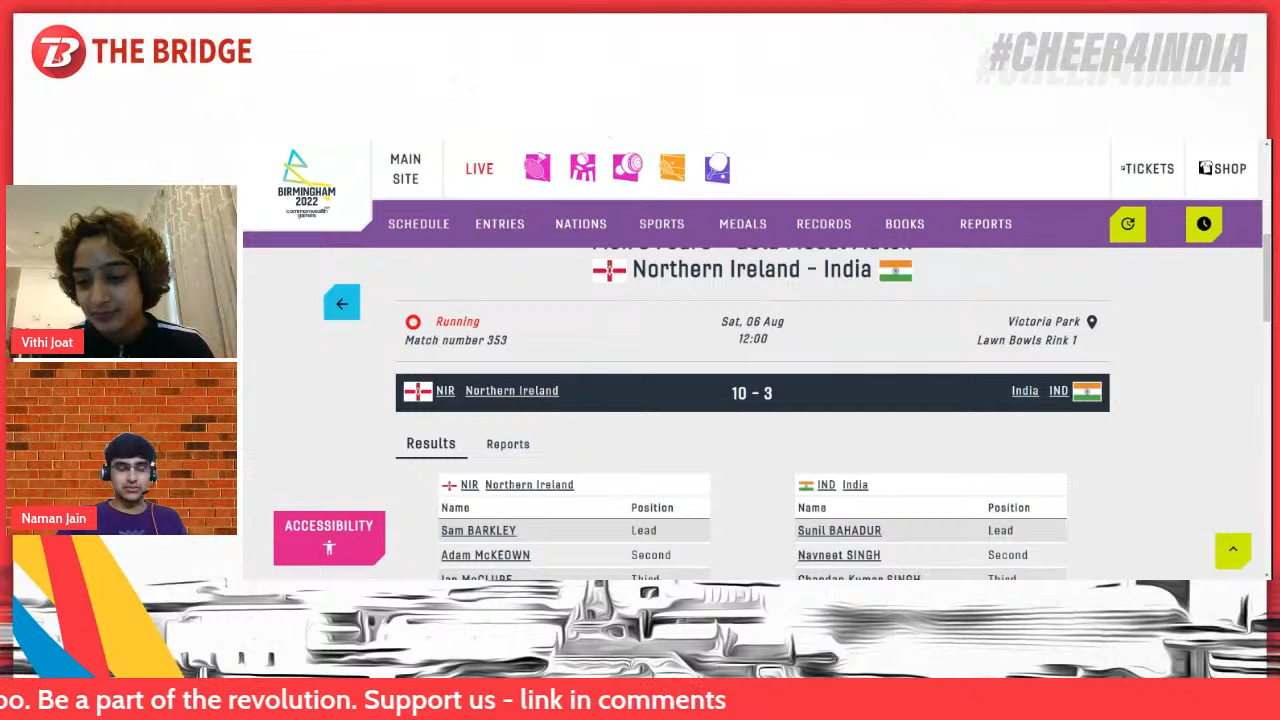 THE BRIDGE
#CHEER4INDIA
BIRMINGHAM
2022
commonwealth
games
MAIN
SITE
LIVE
TICKETS
SHOP
SCHEDULE
ENTRIES
NATIONS
SPORTS
MEDALS
RECORDS
BOOKS
REPORTS
Northern Ireland - India
Running
Match number 353
Sat, 06 Aug
12:00
Victoria Park
Lawn Bowls Rink 1
NIR Northern Ireland
10 - 3
India IND
Results
Reports
NIR Northern Ireland
Name Position
Sam BARKLEY Lead
Adam McKEOWN Second
IND India
Name Position
Sunil BAHADUR Lead
Navneet SINGH Second
ACCESSIBILITY
Vithi Joat
Naman Jain
oo. Be a part of the revolution. Support us - link in comments